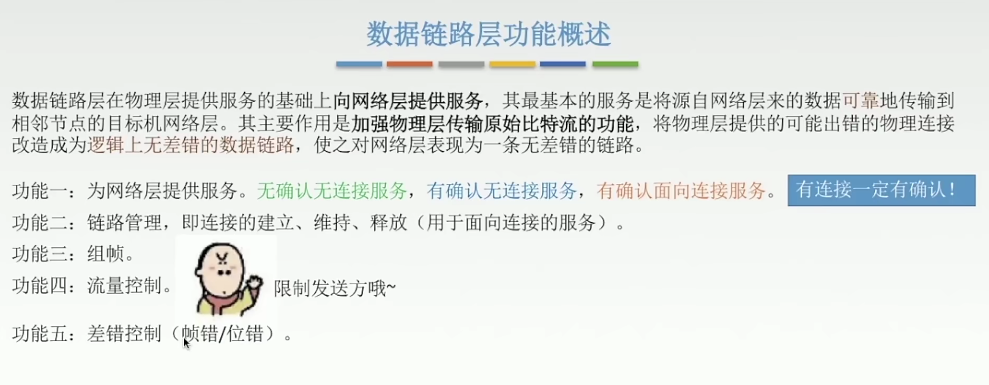 数据链路层功能概述
数据链路层在物理层提供服务的基础上向网络层提供服务，其最基本的服务是将源自网络层来的数据可靠地传输到
相邻节点的目标机网络层。其主要作用是加强物理层传输原始比特流的功能，将物理层提供的可能出错的物理连接
改造成为逻辑上无差错的数据链路，使之对网络层表现为一条无差错的链路。
功能一：为网络层提供服务。无确认无连接服务，有确认无连接服务，有确认面向连接服务。 有连接一定有确认！
功能二：链路管理，即连接的建立、维持、释放（用于面向连接的服务）。
功能三：组帧。
功能四：流量控制。 限制发送方哦~
功能五：差错控制（帧错/位错）。